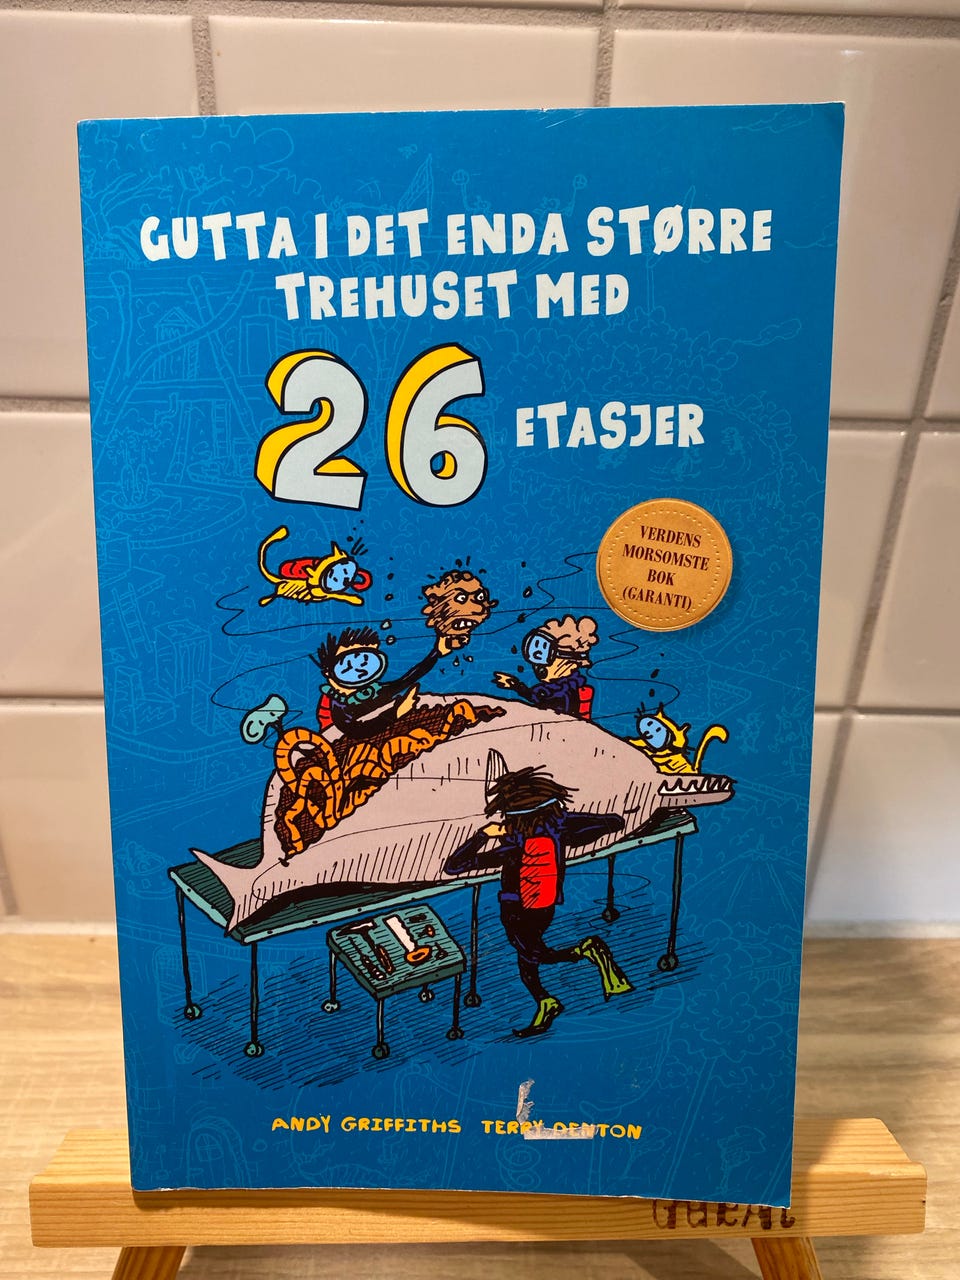 GUTTA I DET ENDA STØRRE
TREHUSET MED
26 ETASJER
VERDENS
MORSOMSTE
BOK
(GARANTI)
ANDY GRIFFITHS TERRY DENTON